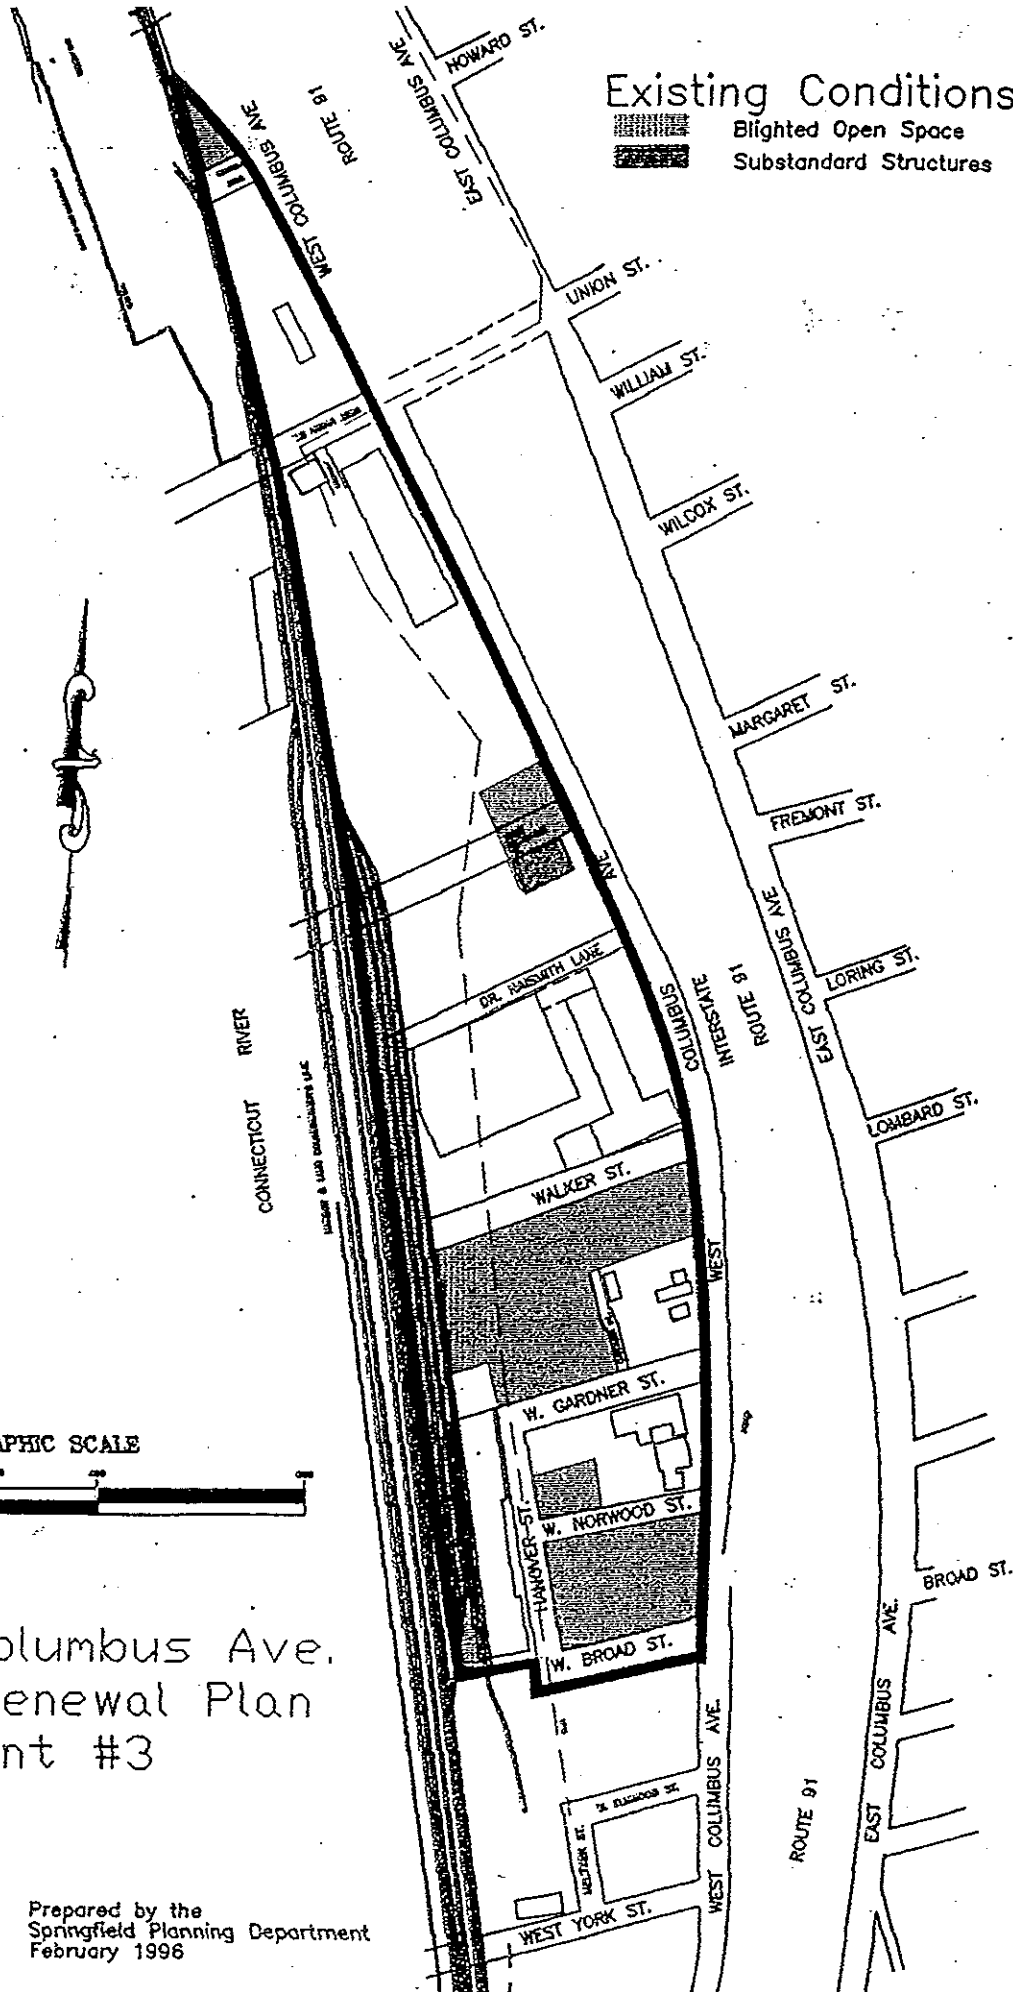 Existing Conditions
Blighted Open Space
Substandard Structures
HOWARD ST.
EAST COLUMBUS AVE
ROUTE 91
WEST COLUMBUS AVE
UNION ST.
WILLIAM ST.
WILCOX ST.
MARGARET ST.
FREMONT ST.
AVE
EAST COLUMBUS AVE
LORING ST.
DR. NAISMITH LANE
COLUMBUS
INTERSTATE
ROUTE 91
LOMBARD ST.
CONNECTICUT RIVER
WALKER ST.
WEST
W. GARDNER ST.
APHIC SCALE
W. NORWOOD ST.
HANOVER ST.
BROAD ST.
W. BROAD ST.
olumbus Ave.
enewal Plan
nt #3
WEST COLUMBUS AVE.
EAST COLUMBUS AVE.
ROUTE 91
WEST YORK ST.
Prepared by the
Springfield Planning Department
February 1996